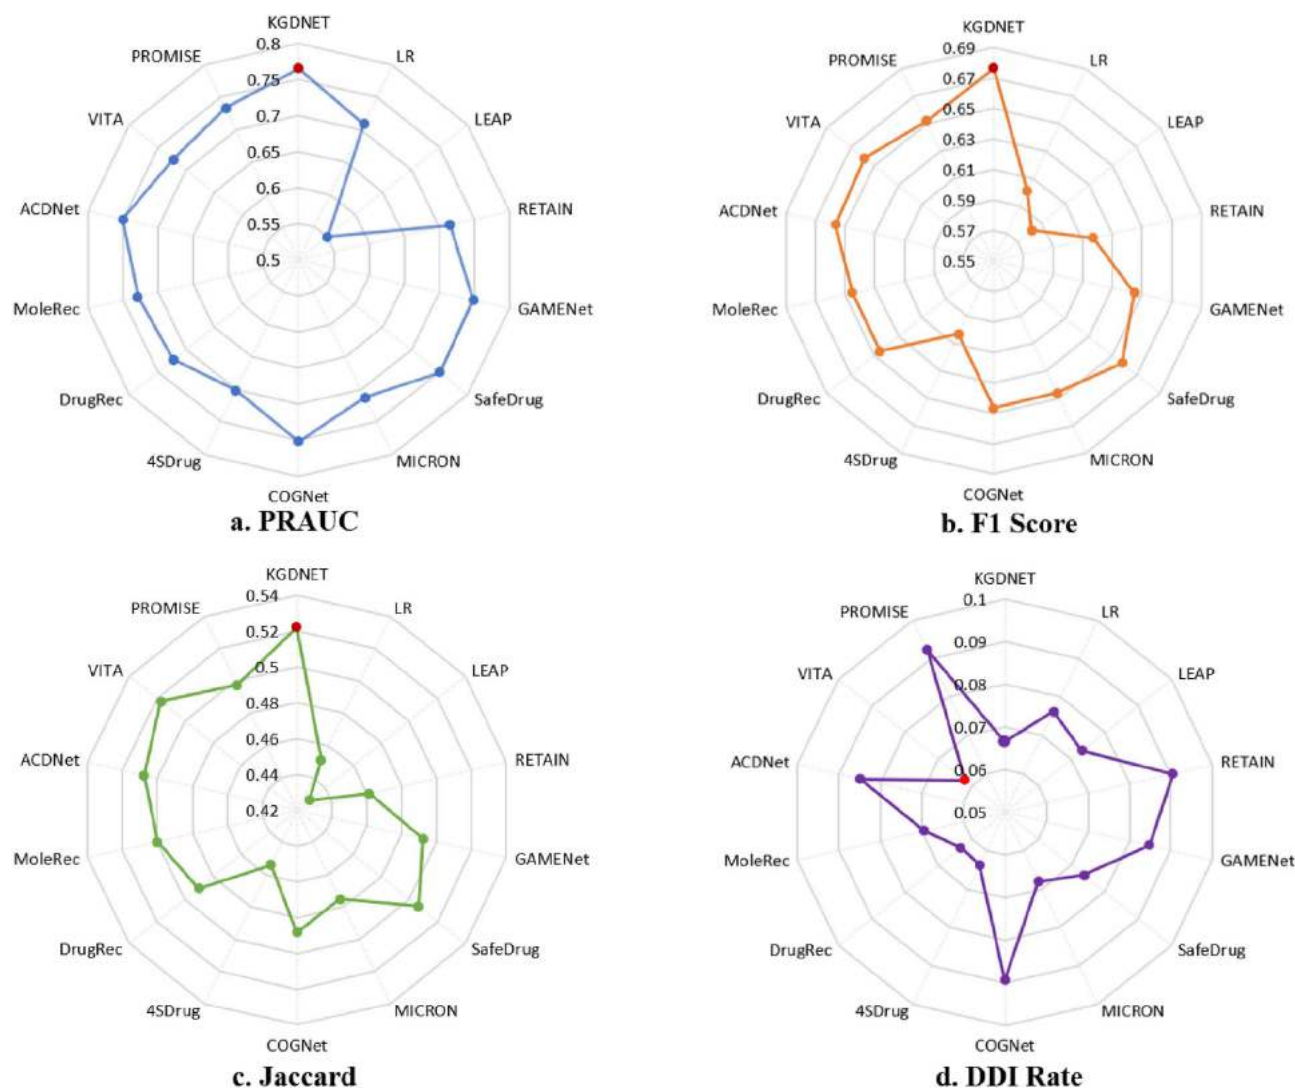 KGDNET
0.8
PROMISE
LR
0.75
VITA
0.7
LEAP
0.65
0.6
ACDNet
RETAIN
0.55
0.5
MoleRec
GAMENet
DrugRec
SafeDrug
4SDrug
MICRON
COGNet
a. PRAUC
KGDNET
0.69
PROMISE
LR
0.67
VITA
0.65
LEAP
0.63
0.61
ACDNet
0.59
RETAIN
0.57
0.55
MoleRec
GAMENet
DrugRec
SafeDrug
4SDrug
MICRON
COGNet
b. F1 Score
KGDNET
0.54
PROMISE
LR
0.52
VITA
0.5
LEAP
0.48
0.46
ACDNet
RETAIN
0.44
0.42
MoleRec
GAMENet
DrugRec
SafeDrug
4SDrug
MICRON
COGNet
c. Jaccard
KGDNET
0.1
PROMISE
LR
0.09
VITA
0.08
LEAP
0.07
ACDNet
0.06
RETAIN
0.05
MoleRec
GAMENet
DrugRec
SafeDrug
4SDrug
MICRON
COGNet
d. DDI Rate